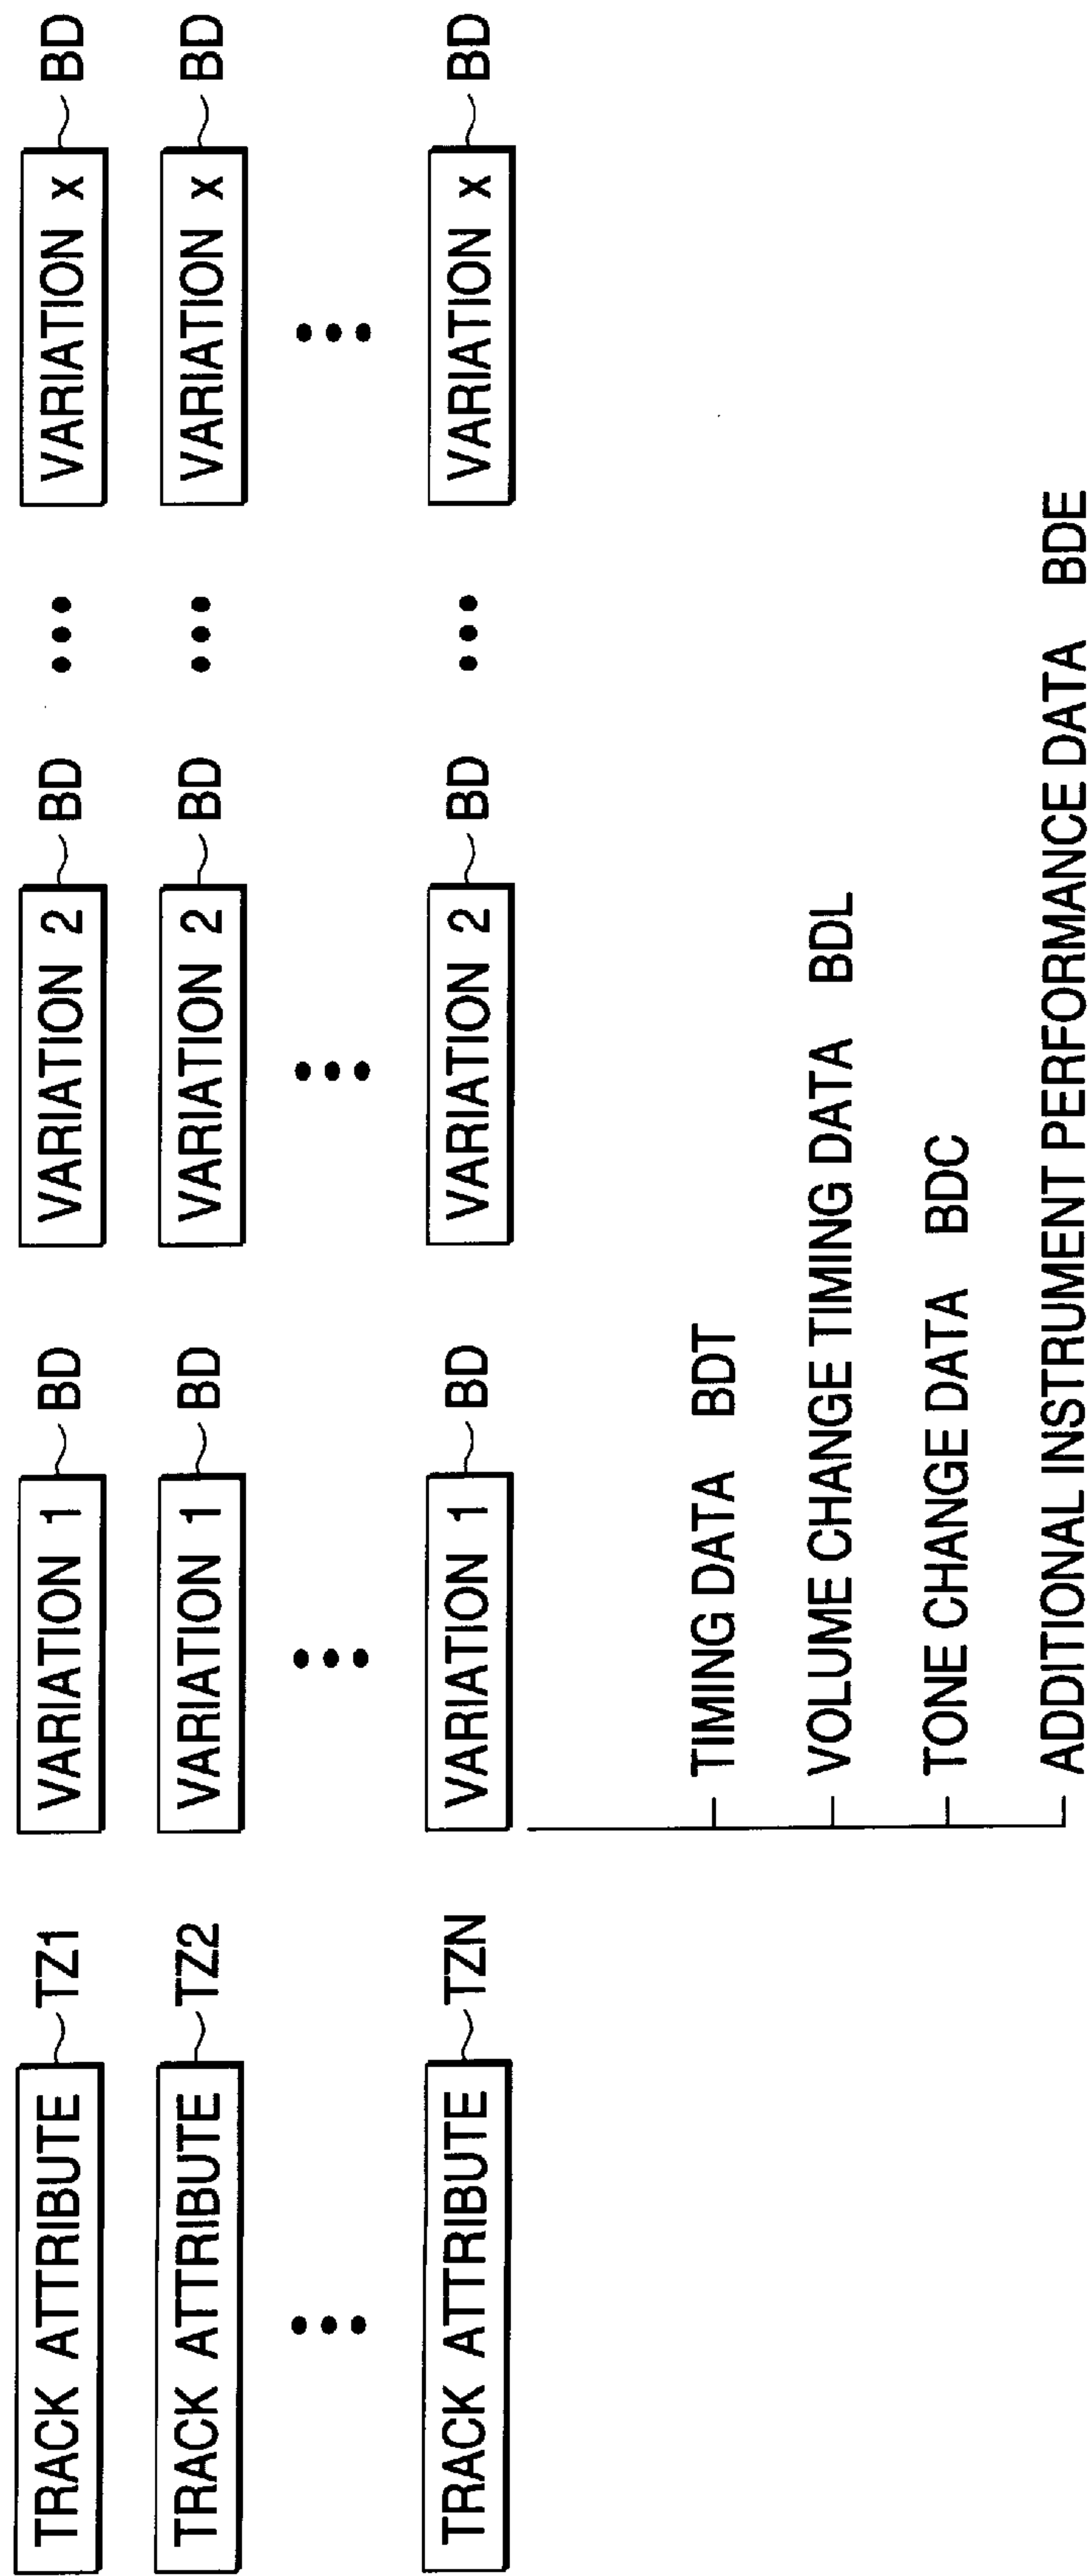 TRACK ATTRIBUTE TZ1 VARIATION 1 BD VARIATION 2 BD ••• VARIATION x BD
TRACK ATTRIBUTE TZ2 VARIATION 1 BD VARIATION 2 BD ••• VARIATION x BD
TRACK ATTRIBUTE TZN VARIATION 1 BD VARIATION 2 BD ••• VARIATION x BD
TIMING DATA BDT
VOLUME CHANGE TIMING DATA BDL
TONE CHANGE DATA BDC
ADDITIONAL INSTRUMENT PERFORMANCE DATA BDE